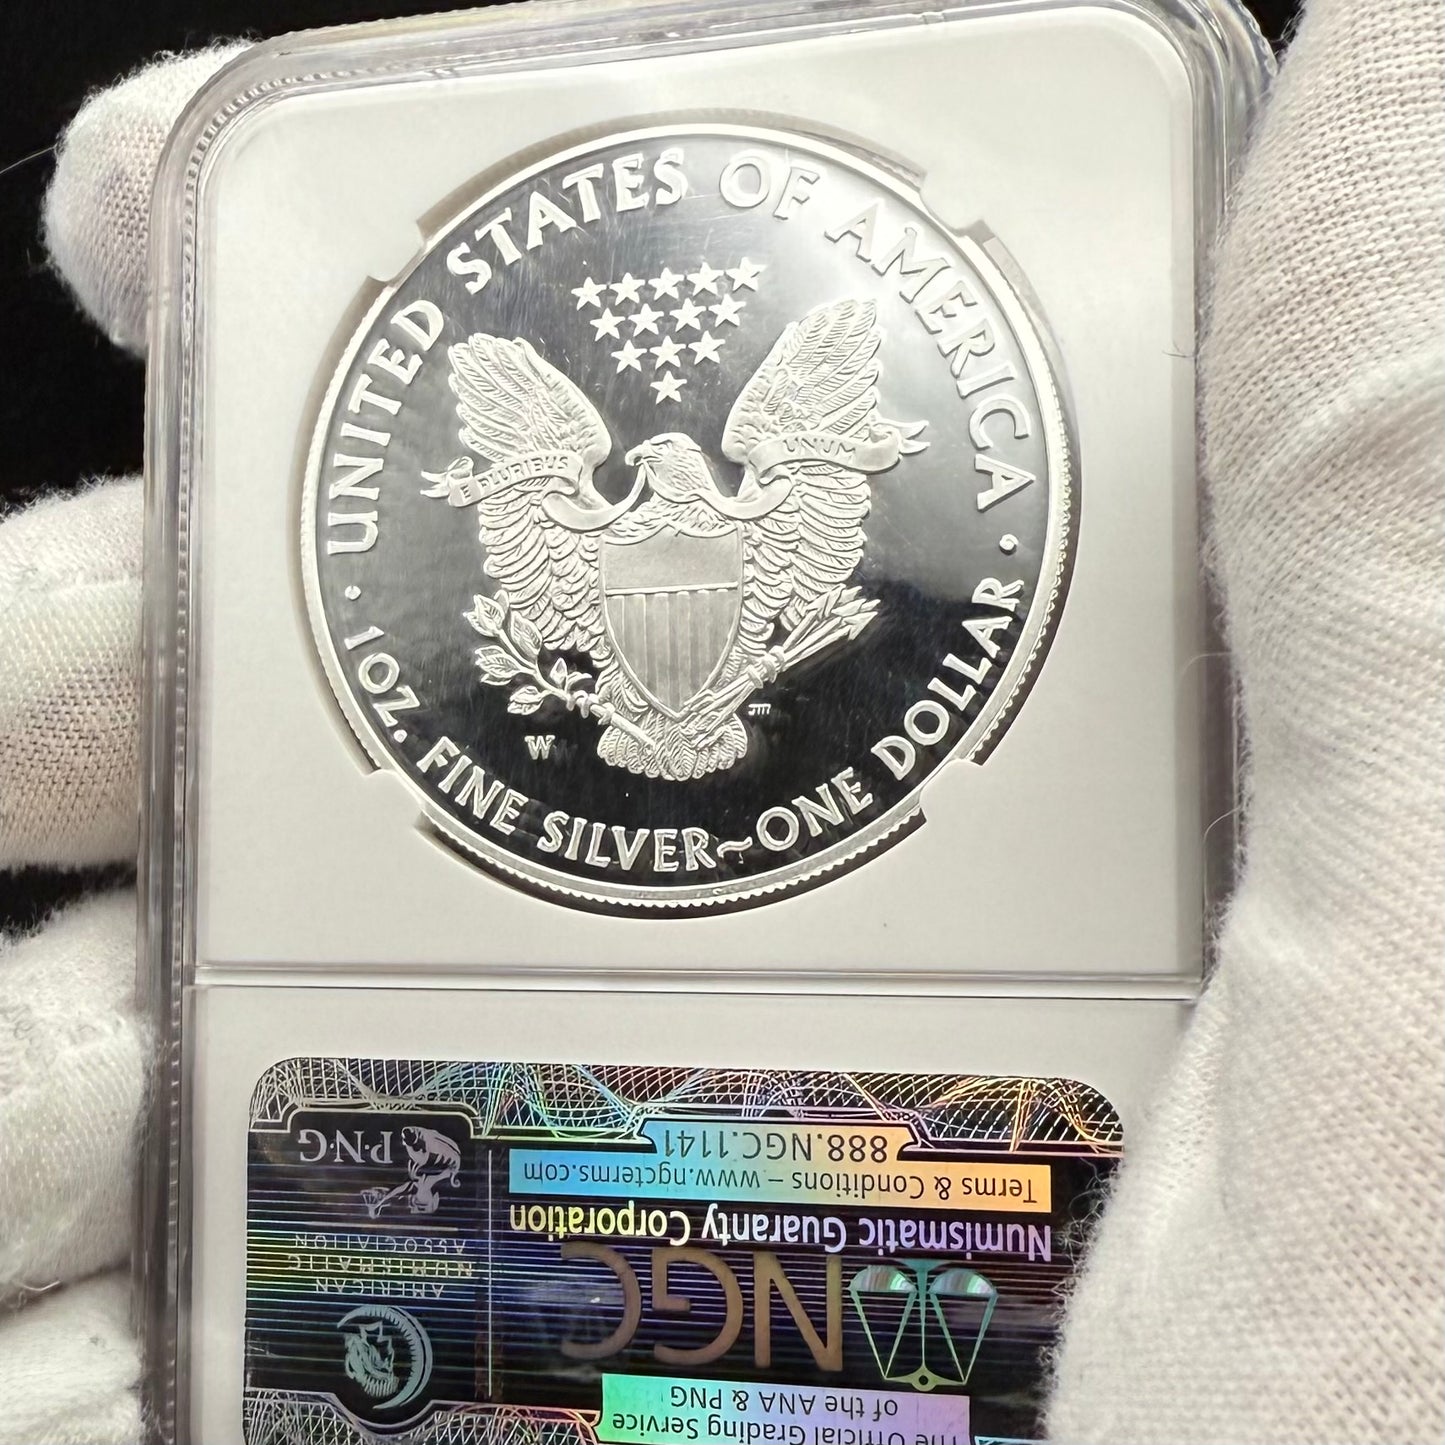 UNITED STATES OF AMERICA
E PLURIBUS
UNUM
W
1 OZ. FINE SILVER~ONE DOLLAR
The Official Grading Service
of the ANA & PNG
NGC
Numismatic Guaranty Corporation
Terms & Conditions – www.ngcterms.com
888.NGC.1141
AMERICAN
NUMISMATIC
ASSOCIATION
P·N·G